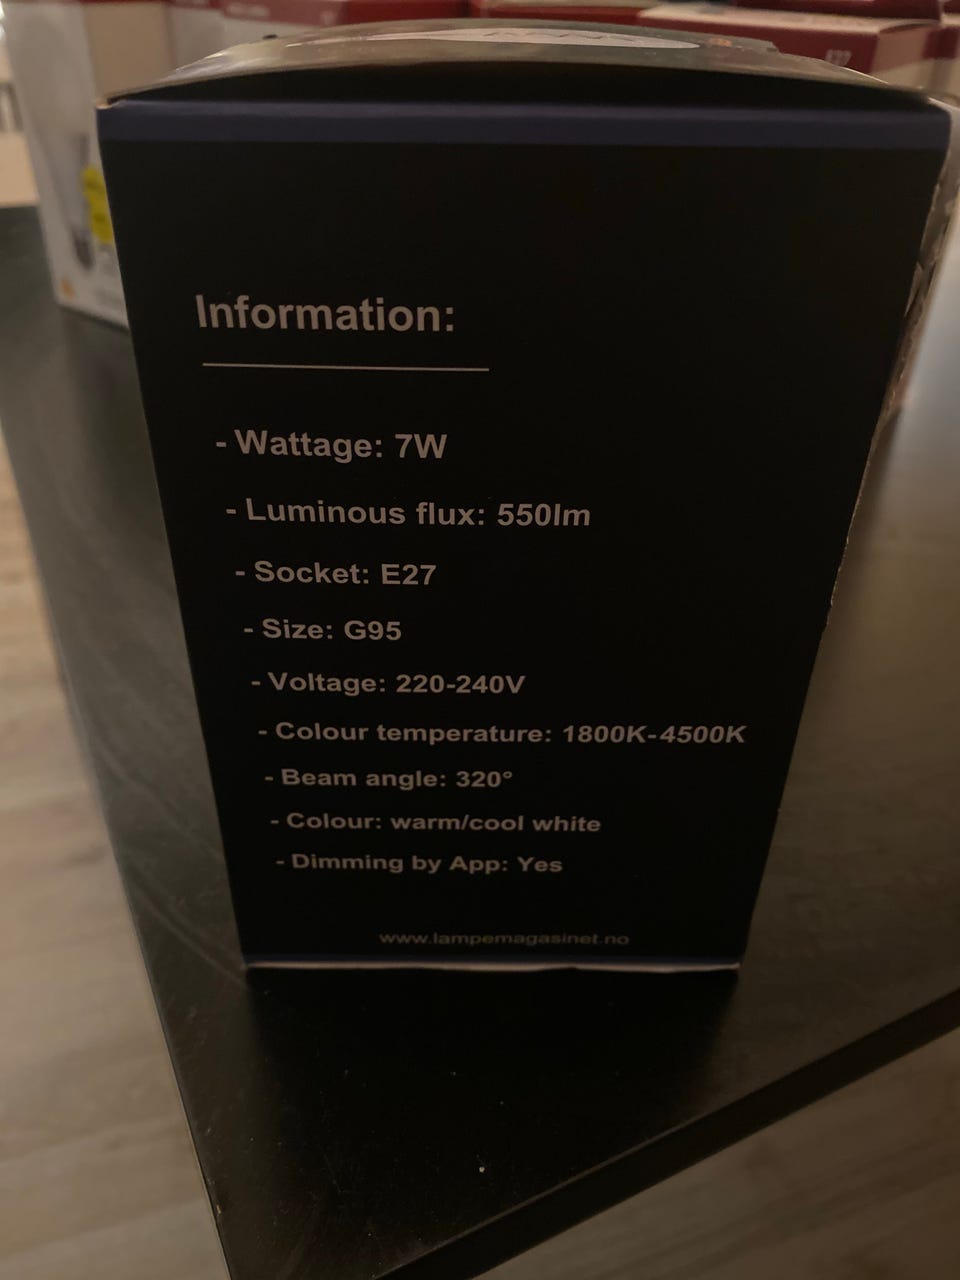 Information:
- Wattage: 7W
- Luminous flux: 550lm
- Socket: E27
- Size: G95
- Voltage: 220-240V
- Colour temperature: 1800K-4500K
- Beam angle: 320°
- Colour: warm/cool white
- Dimming by App: Yes
www.lampemagasinet.no